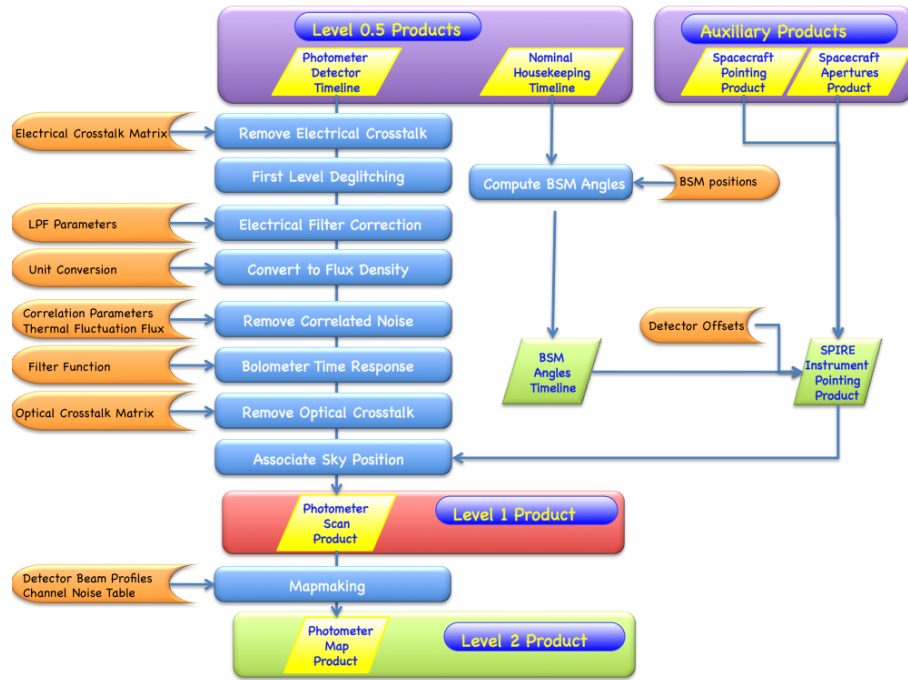 Level 0.5 Products
Auxiliary Products
Photometer
Detector
Timeline
Nominal
Housekeeping
Timeline
Spacecraft
Pointing
Product
Spacecraft
Apertures
Product
Electrical Crosstalk Matrix
Remove Electrical Crosstalk
First Level Deglitching
Compute BSM Angles
BSM positions
LPF Parameters
Electrical Filter Correction
Unit Conversion
Convert to Flux Density
Correlation Parameters
Thermal Fluctuation Flux
Remove Correlated Noise
Detector Offsets
Filter Function
Bolometer Time Response
BSM
Angles
Timeline
SPIRE
Instrument
Pointing
Product
Optical Crosstalk Matrix
Remove Optical Crosstalk
Associate Sky Position
Photometer
Scan
Product
Level 1 Product
Detector Beam Profiles
Channel Noise Table
Mapmaking
Photometer
Map
Product
Level 2 Product